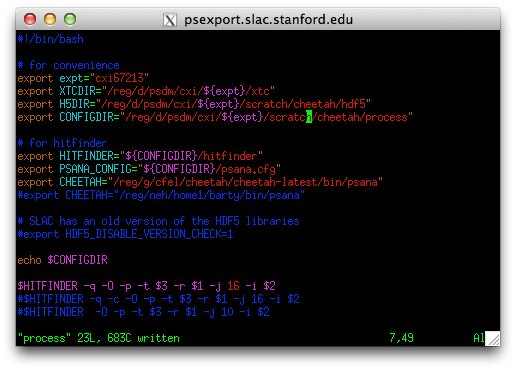 psexport.slac.stanford.edu
#!/bin/bash
# for convenience
export expt="cxi67213"
export XTCDIR="/reg/d/psdm/cxi/${expt}/xtc"
export H5DIR="/reg/d/psdm/cxi/${expt}/scratch/cheetah/hdf5"
export CONFIGDIR="/reg/d/psdm/cxi/${expt}/scratch/cheetah/process"
# for hitfinder
export HITFINDER="${CONFIGDIR}/hitfinder"
export PSANA_CONFIG="${CONFIGDIR}/psana.cfg"
export CHEETAH="/reg/g/cfel/cheetah/cheetah-latest/bin/psana"
#export CHEETAH="/reg/neh/home1/barty/bin/psana"
# SLAC has an old version of the HDF5 libraries
#export HDF5_DISABLE_VERSION_CHECK=1
echo $CONFIGDIR
$HITFINDER -q -O -p -t $3 -r $1 -j 16 -i $2
#$HITFINDER -q -c -O -p -t $3 -r $1 -j 16 -i $2
#$HITFINDER  -O -p -t $3 -r $1 -j 10 -i $2
"process" 23L, 683C written 7,49 Al